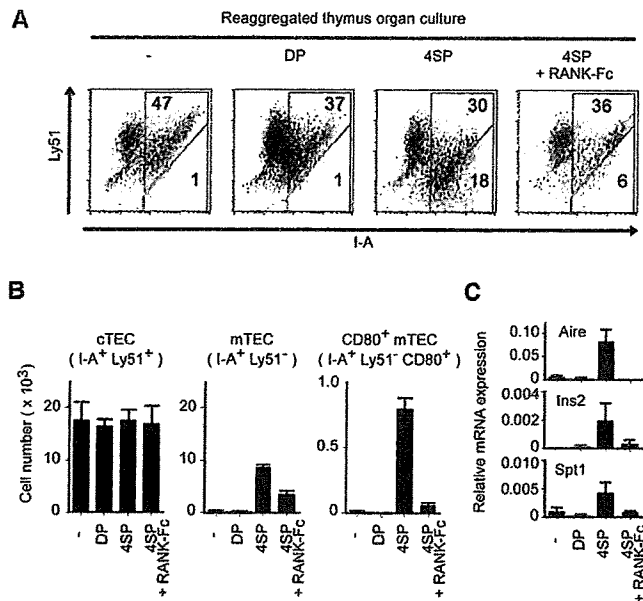 A
Reaggregated thymus organ culture
- DP 4SP 4SP + RANK-Fc
Ly51
47 37 30 36
1 1 18 6
I-A
B
cTEC mTEC CD80+ mTEC
( I-A+ Ly51+ ) ( I-A+ Ly51- ) ( I-A+ Ly51- CD80+ )
Cell number ( x 10³)
20 20 1.0
10 10 0.5
0 0 0
- DP 4SP 4SP + RANK-Fc
- DP 4SP 4SP + RANK-Fc
- DP 4SP 4SP + RANK-Fc
C
Relative mRNA expression
0.10 Aire
0.05
0
0.004 Ins2
0.002
0
0.010 Spt1
0.005
0
- DP 4SP 4SP + RANK-Fc